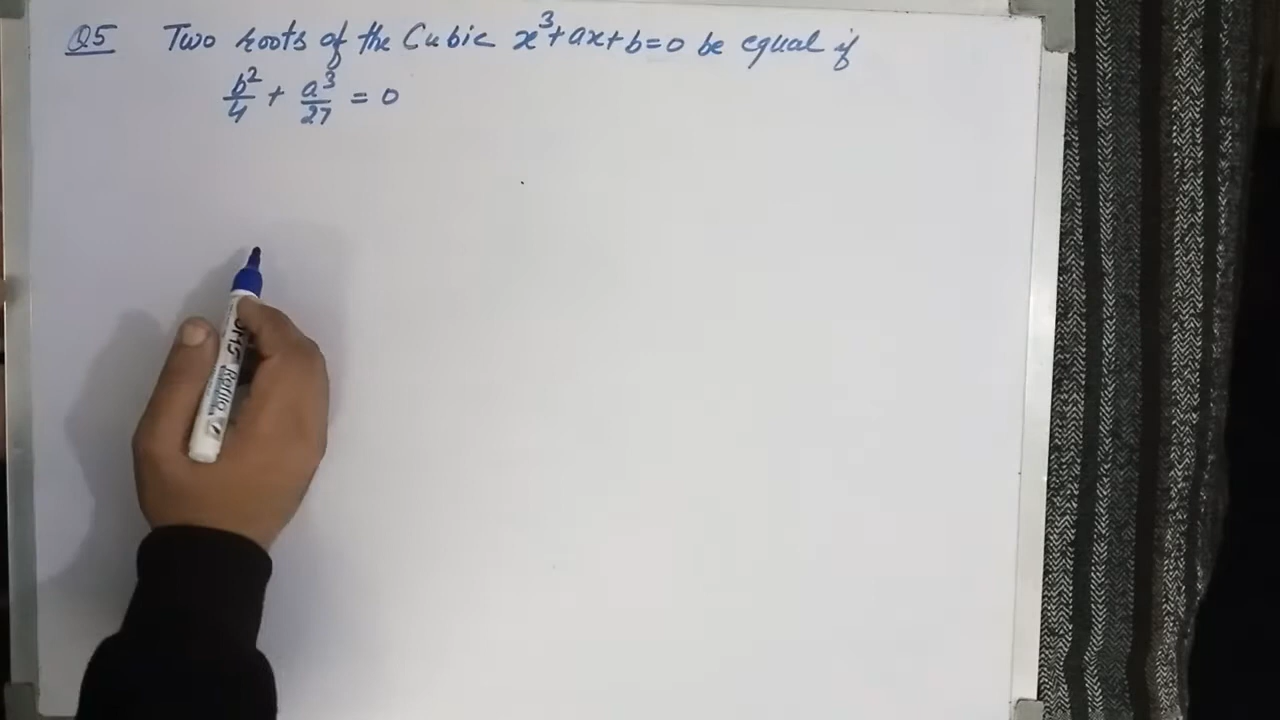 Q5 Two roots of the Cubic x³+ax+b=0 be equal if
b²/4 + a³/27 = 0